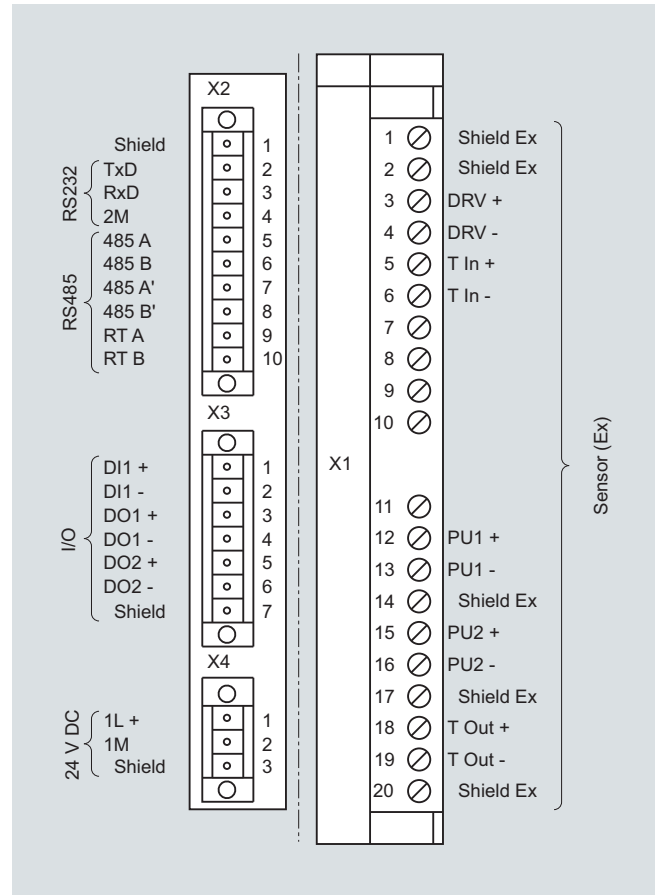 X2
Shield 1
TxD 2
RxD 3
2M 4
RS232
485 A 5
485 B 6
485 A' 7
485 B' 8
RT A 9
RT B 10
RS485
X3
DI1 + 1
DI1 - 2
DO1 + 3
DO1 - 4
DO2 + 5
DO2 - 6
Shield 7
I/O
X4
1L + 1
1M 2
Shield 3
24 V DC
X1
1 Shield Ex
2 Shield Ex
3 DRV +
4 DRV -
5 T In +
6 T In -
7
8
9
10
11
12 PU1 +
13 PU1 -
14 Shield Ex
15 PU2 +
16 PU2 -
17 Shield Ex
18 T Out +
19 T Out -
20 Shield Ex
Sensor (Ex)